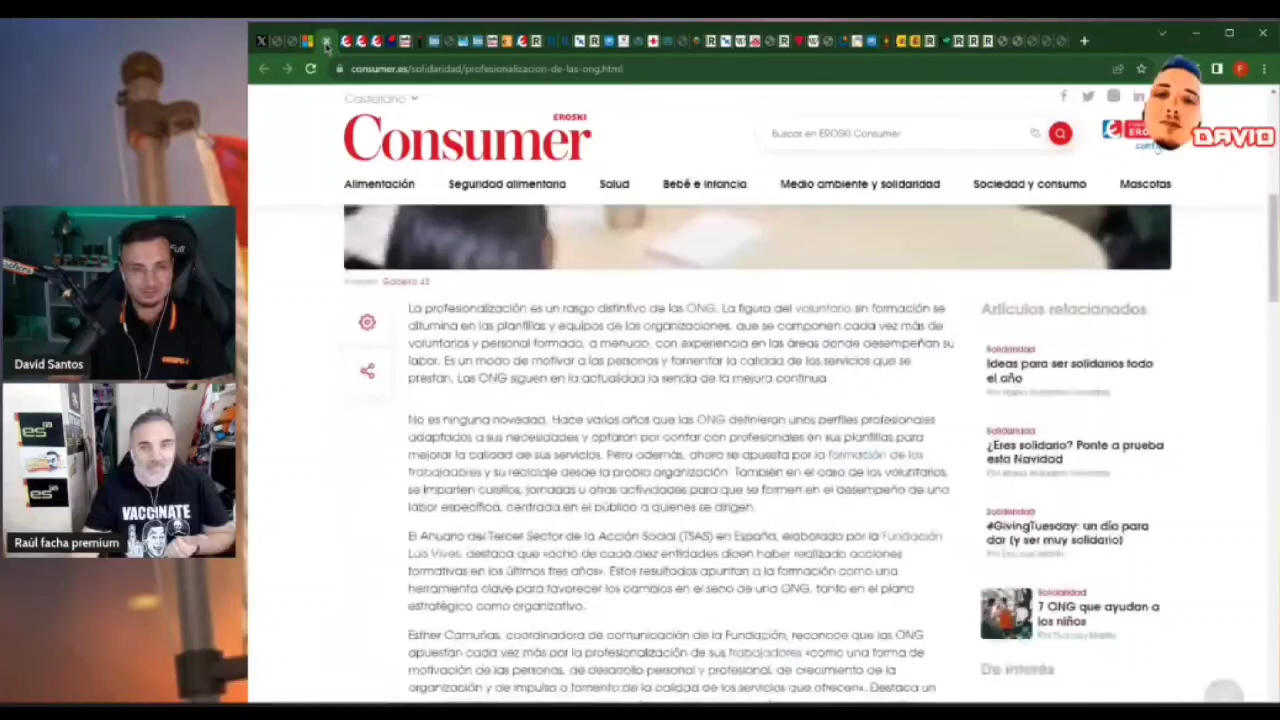 consumer.es/solidaridad/profesionalizacion-de-las-ong.html
Castellano
EROSKI
Consumer
Buscar en EROSKI Consumer
DAVID
Alimentación Seguridad alimentaria Salud Bebé e infancia Medio ambiente y solidaridad Sociedad y consumo Mascotas
La profesionalización es un rasgo distintivo de las ONG. La figura del voluntario sin formación se
difumina en las plantillas y equipos de las organizaciones, que se componen cada vez más de
voluntarios y personal formado, a menudo, con experiencia en las áreas donde desempeñan su
labor. Es un modo de motivar a las personas y fomentar la calidad de los servicios que se
prestan. Las ONG siguen en la actualidad la senda de la mejora continua
No es ninguna novedad. Hace varios años que las ONG definieron unos perfiles profesionales
adaptados a sus necesidades y optaron por contar con profesionales en sus plantillas para
mejorar la calidad de sus servicios. Pero además, ahora se apuesta por la formación de los
trabajadores y su reciclaje desde la propia organización. También en el caso de los voluntarios,
se imparten cursillos, jornadas u otras actividades para que se formen en el desempeño de una
labor específica, centrada en el público a quienes se dirigen.
El Anuario del Tercer Sector de la Acción Social (TSAS) en España, elaborado por la Fundación
Luis Vives, destaca que «ocho de cada diez entidades dicen haber realizado acciones
formativas en los últimos tres años». Estos resultados apuntan a la formación como una
herramienta clave para favorecer los cambios en el seno de una ONG, tanto en el plano
estratégico como organizativo.
Esther Camuñas, coordinadora de comunicación de la Fundación, reconoce que las ONG
apuestan cada vez más por la profesionalización de sus trabajadores «como una forma de
motivación de las personas, de desarrollo personal y profesional, de crecimiento de la
organización y de impulso o fomento de la calidad de los servicios que ofrecen». Destaca un
Artículos relacionados
Solidaridad
Ideas para ser solidarios todo
el año
Solidaridad
¿Eres solidario? Ponte a prueba
esta Navidad
Solidaridad
#GivingTuesday: un día para
dar (y ser muy solidario)
Solidaridad
7 ONG que ayudan a
los niños
De interés
David Santos
es
es
VACCINATE
Raúl facha premium